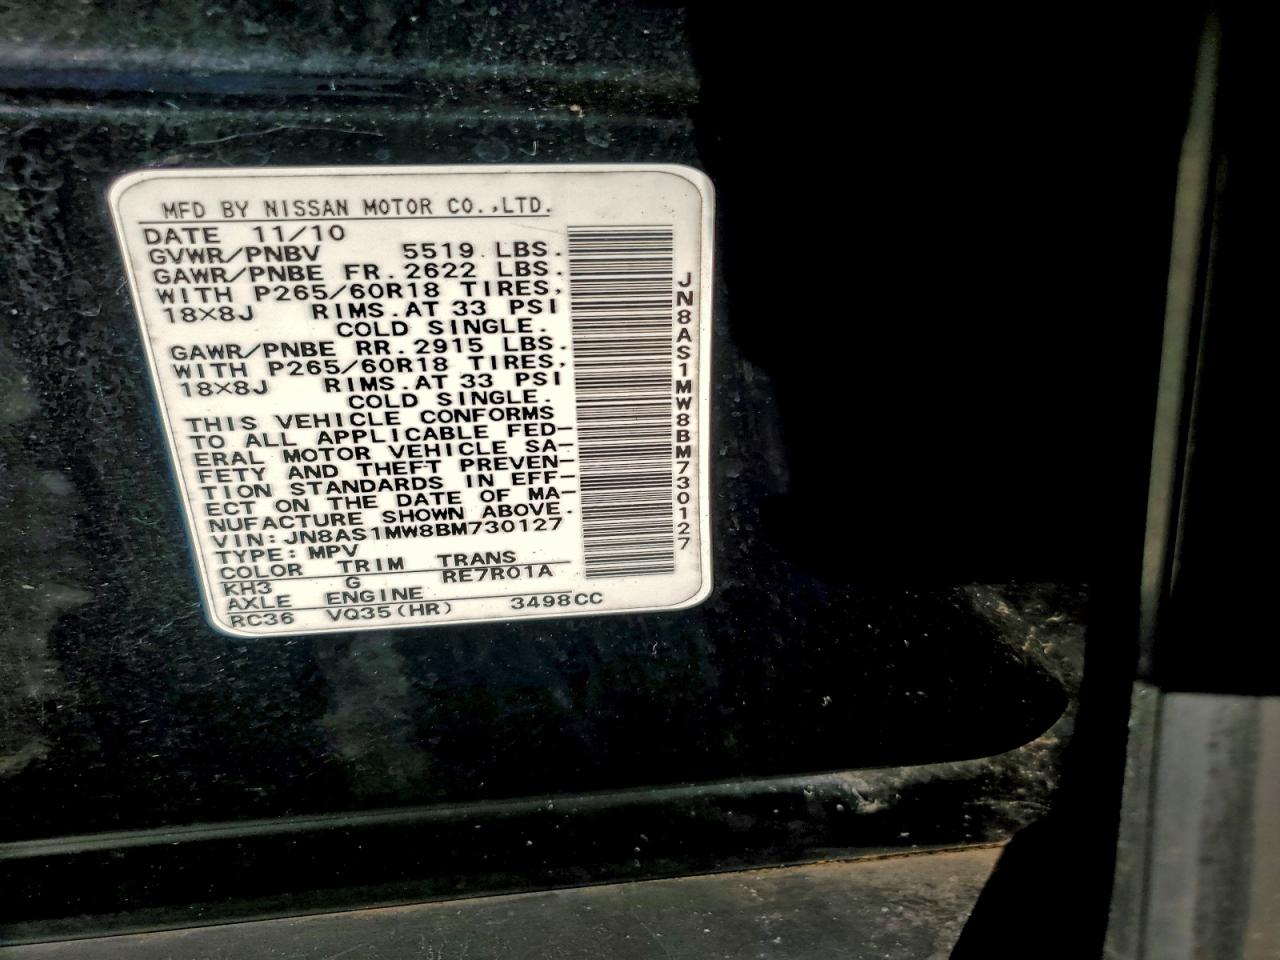 MFD BY NISSAN MOTOR CO.,LTD.
DATE 11/10
GVWR/PNBV 5519 LBS.
GAWR/PNBE FR.2622 LBS.
WITH P265/60R18 TIRES,
18×8J RIMS.AT 33 PSI
COLD SINGLE.
GAWR/PNBE RR.2915 LBS.
WITH P265/60R18 TIRES,
18×8J RIMS.AT 33 PSI
COLD SINGLE.
THIS VEHICLE CONFORMS
TO ALL APPLICABLE FED-
ERAL MOTOR VEHICLE SA-
FETY AND THEFT PREVEN-
TION STANDARDS IN EFF-
ECT ON THE DATE OF MA-
NUFACTURE SHOWN ABOVE.
VIN: JN8AS1MW8BM730127
TYPE: MPV
COLOR TRIM TRANS
KH3 G RE7R01A
AXLE ENGINE
RC36 VQ35(HR) 3498CC
JN8AS1MW8BM730127